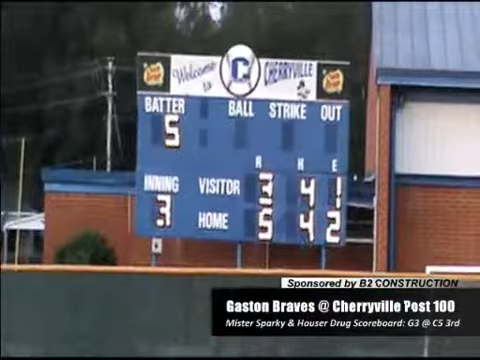 Welcome
to
C
CHERRYVILLE
BATTER BALL STRIKE OUT
5
R H E
INNING VISITOR 3 4 1
3 HOME 5 4 2
Sponsored by B2 CONSTRUCTION
Gaston Braves @ Cherryville Post 100
Mister Sparky & Houser Drug Scoreboard: G3 @ C5 3rd